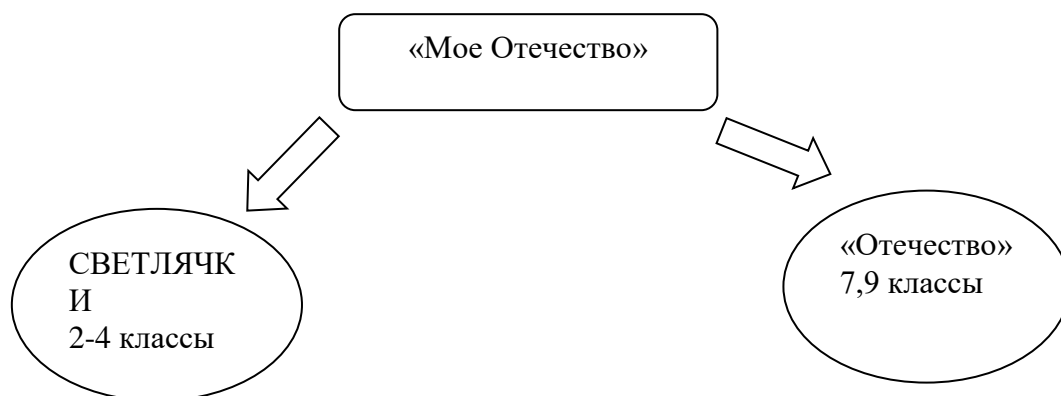 «Мое Отечество»
СВЕТЛЯЧК
И
2-4 классы
«Отечество»
7,9 классы